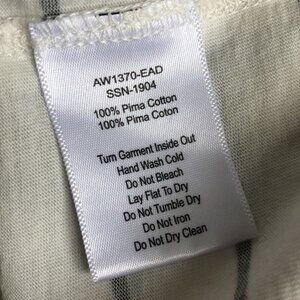 AW1370-EAD
SSN-1904
100% Pima Cotton
100% Pima Coton
Turn Garment Inside Out
Hand Wash Cold
Do Not Bleach
Lay Flat To Dry
Do Not Tumble Dry
Do Not Iron
Do Not Dry Clean